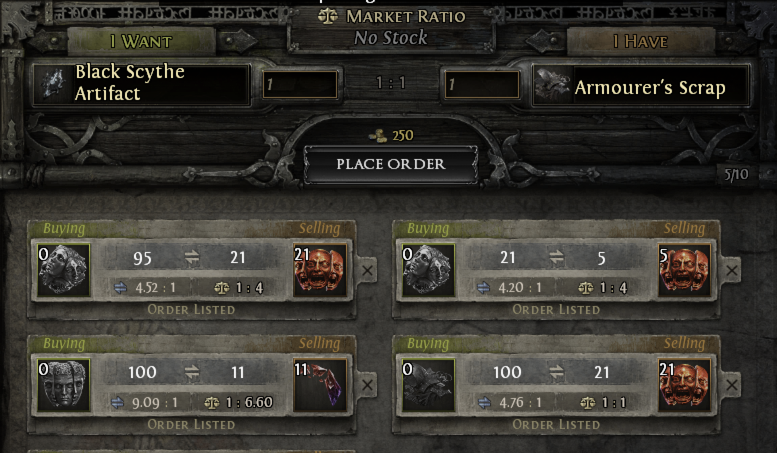 MARKET RATIO
I WANT
No Stock
I HAVE
Black Scythe
Artifact
1
1 : 1
1
Armourer's Scrap
250
PLACE ORDER
5/10
Buying
Selling
Buying
Selling
0
95
21
21
0
21
5
5
4.52 : 1
1 : 4
4.20 : 1
1 : 4
ORDER LISTED
ORDER LISTED
Buying
Selling
Buying
Selling
0
100
11
11
0
100
21
21
9.09 : 1
1 : 6.60
4.76 : 1
1 : 1
ORDER LISTED
ORDER LISTED